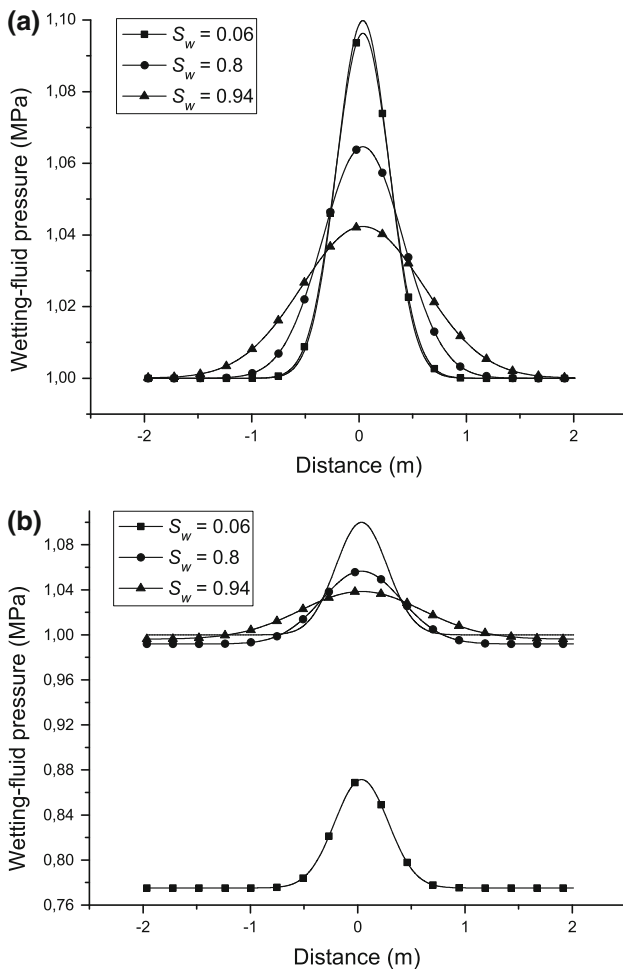 (a)
S_w = 0.06
S_w = 0.8
S_w = 0.94
Wetting-fluid pressure (MPa)
1,10
1,08
1,06
1,04
1,02
1,00
-2
-1
0
1
2
Distance (m)
(b)
S_w = 0.06
S_w = 0.8
S_w = 0.94
Wetting-fluid pressure (MPa)
1,08
1,04
1,00
0,96
0,92
0,88
0,84
0,80
0,76
-2
-1
0
1
2
Distance (m)